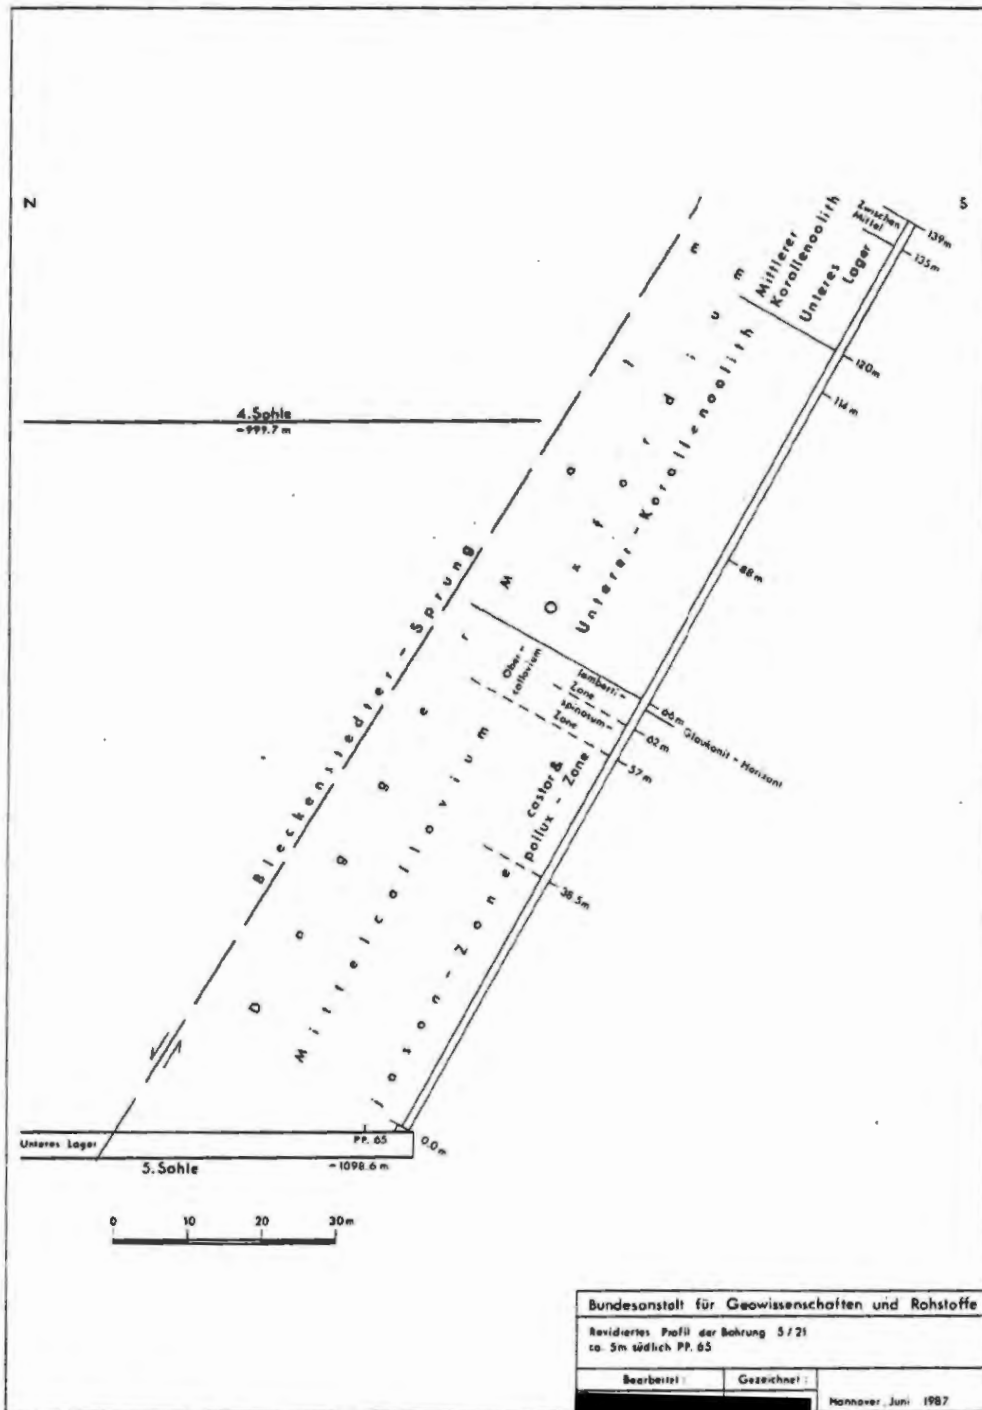 N
S
Zwischen
Mittel
139m
135m
Mittlerer
Korallenoolith
Unteres
Lager
120m
114m
4.Sohle
-999.7 m
Malm
Oxfordium
Unterer-Korallenoolith
88m
Bleckenstedter-Sprung
Dogger
Ober-
callovium
lamberti-
Zone
spinosum-
Zone
66m
Glaukonit-Horizont
62m
57m
Mittelcallovium
castor &
pollux-Zone
38.5m
jason-Zone
0.0m
Unteres Lager
PP. 65
5.Sohle
-1098.6 m
0 10 20 30m
Bundesanstalt für Geowissenschaften und Rohstoffe
Revidiertes Profil der Bohrung 5/21
ca. 5m südlich PP. 65
Bearbeitet:
Gezeichnet:
Hannover, Juni 1987